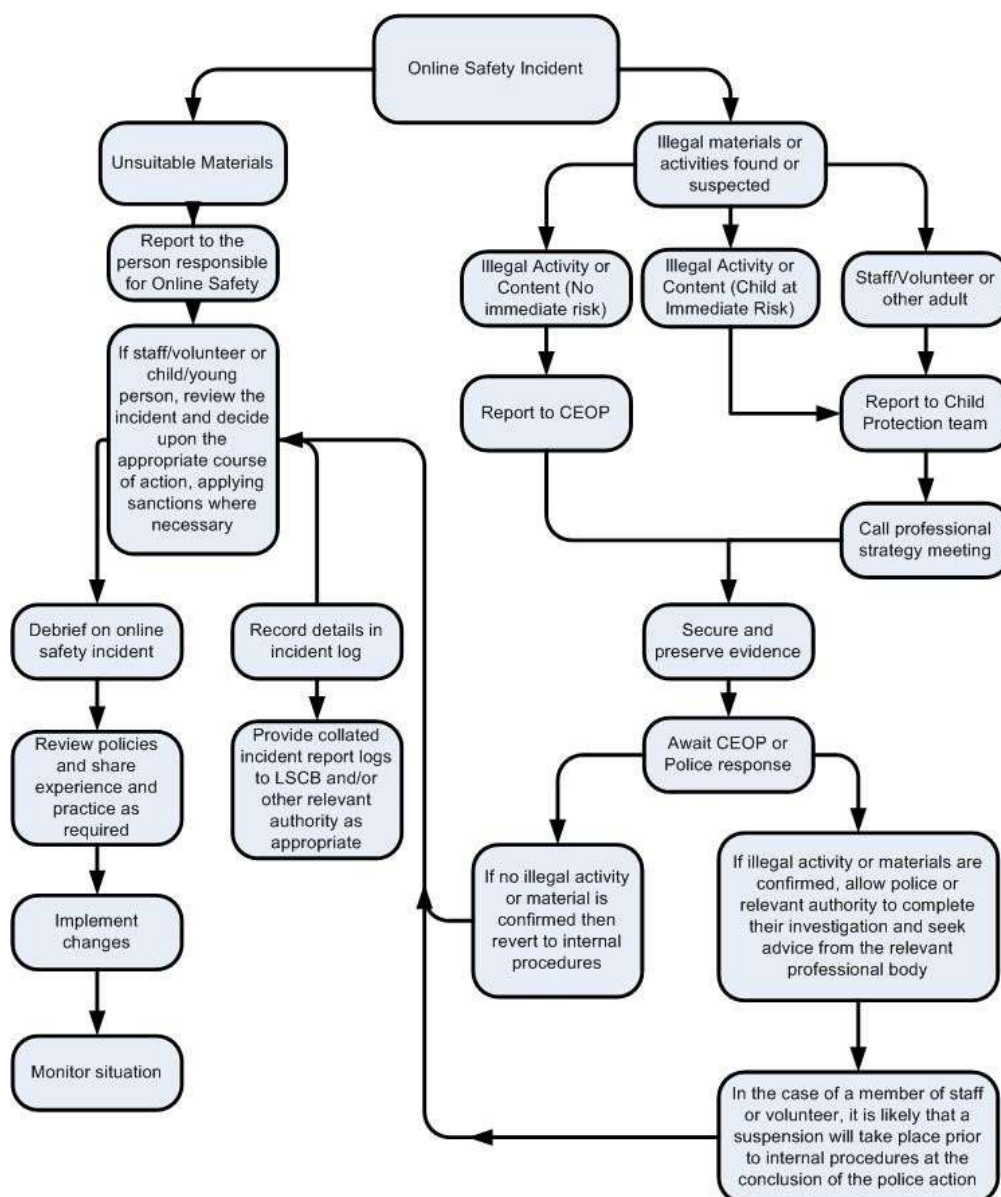 Online Safety Incident
Unsuitable Materials
Report to the
person responsible
for Online Safety
If staff/volunteer or
child/young
person, review the
incident and decide
upon the
appropriate course
of action, applying
sanctions where
necessary
Debrief on online
safety incident
Review policies
and share
experience and
practice as
required
Implement
changes
Monitor situation
Record details in
incident log
Provide collated
incident report logs
to LSCB and/or
other relevant
authority as
appropriate
Illegal materials or
activities found or
suspected
Illegal Activity or
Content (No
immediate risk)
Illegal Activity or
Content (Child at
Immediate Risk)
Staff/Volunteer or
other adult
Report to CEOP
Report to Child
Protection team
Call professional
strategy meeting
Secure and
preserve evidence
Await CEOP or
Police response
If no illegal activity
or material is
confirmed then
revert to internal
procedures
If illegal activity or materials are
confirmed, allow police or
relevant authority to complete
their investigation and seek
advice from the relevant
professional body
In the case of a member of staff
or volunteer, it is likely that a
suspension will take place prior
to internal procedures at the
conclusion of the police action